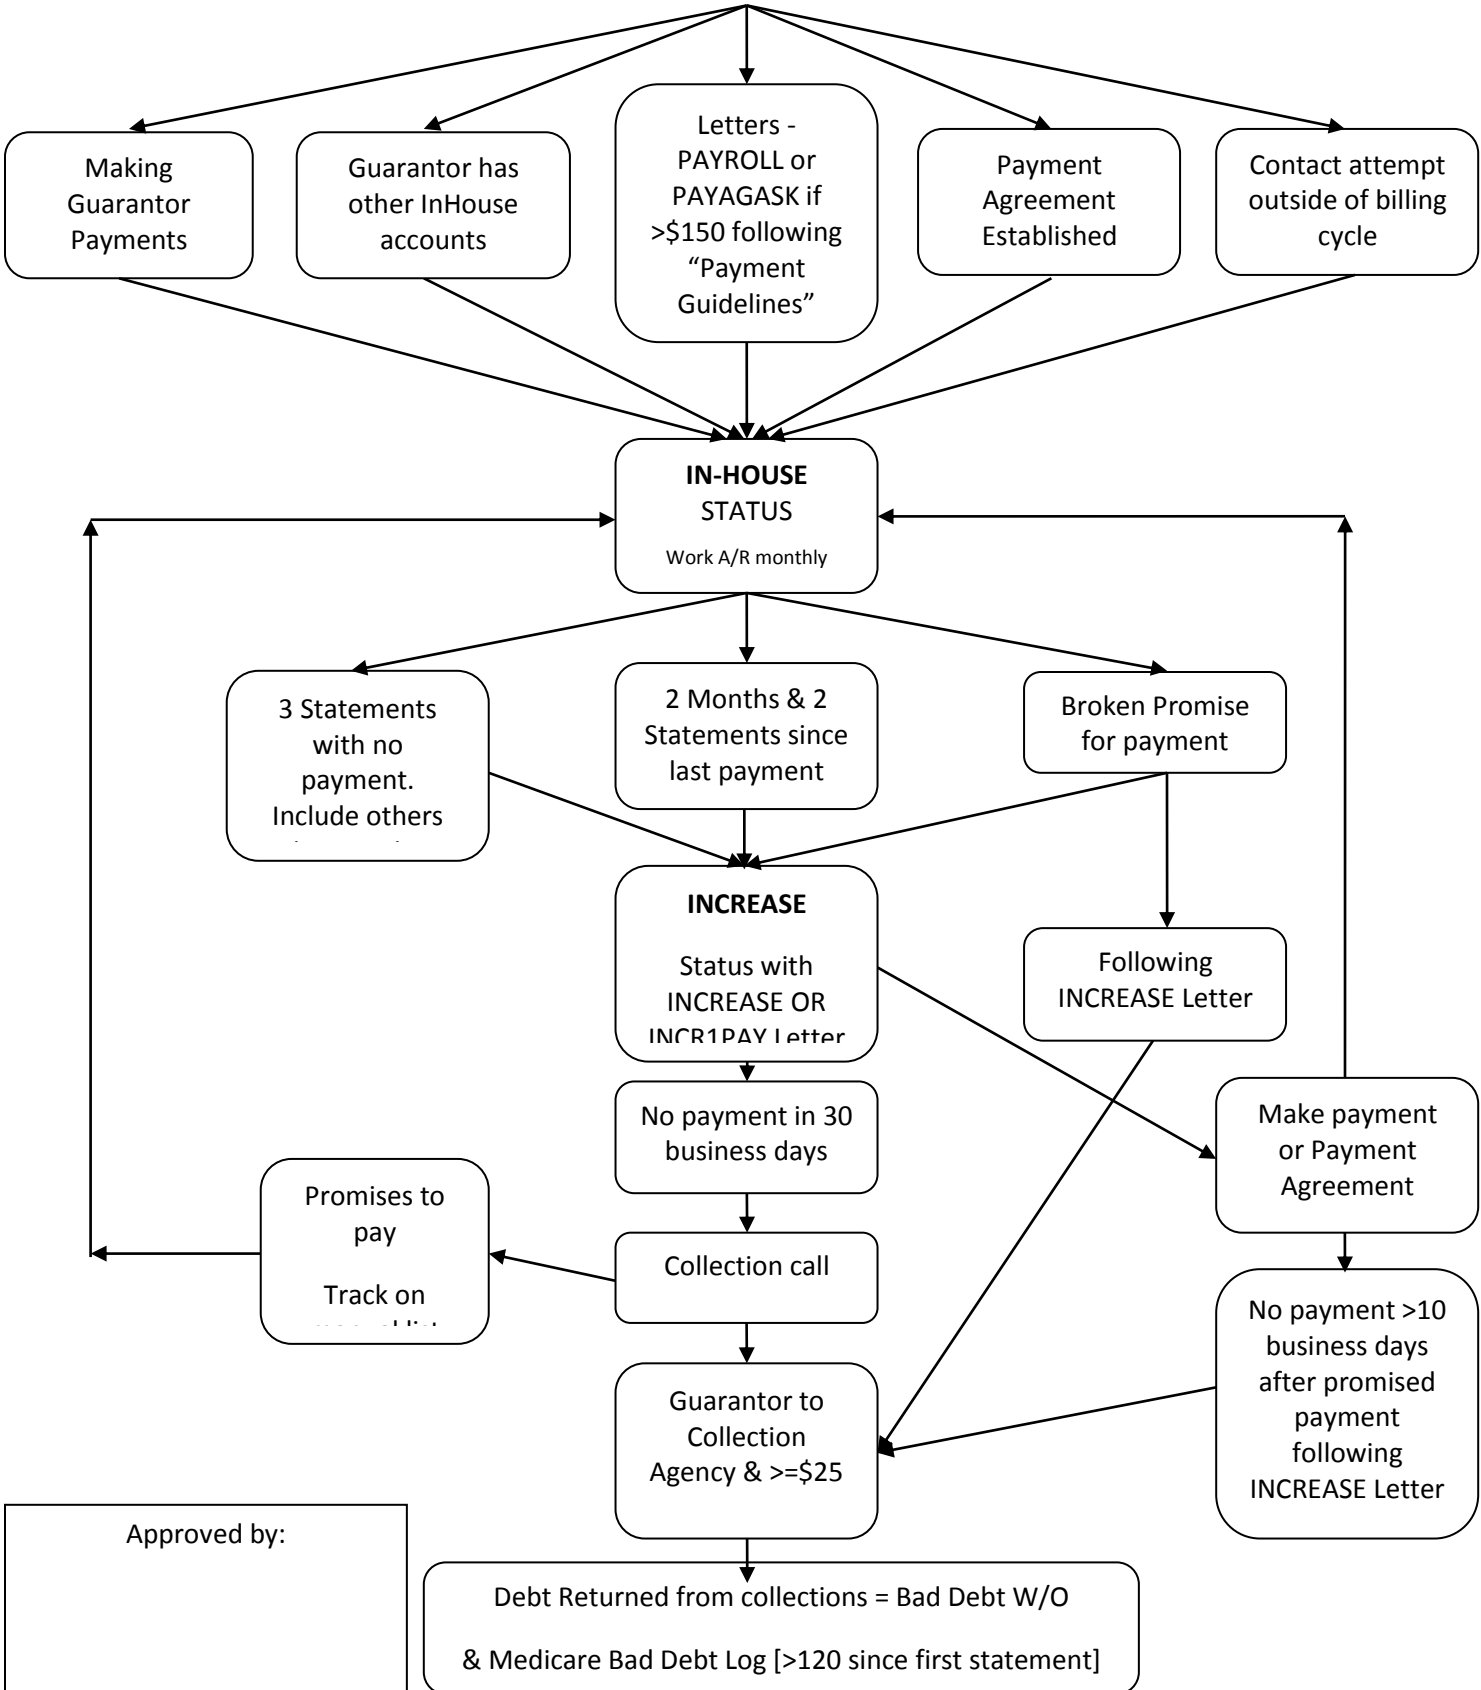 Making
Guarantor
Payments
Guarantor has
other InHouse
accounts
Letters -
PAYROLL or
PAYAGASK if
>$150 following
“Payment
Guidelines”
Payment
Agreement
Established
Contact attempt
outside of billing
cycle
IN-HOUSE
STATUS
Work A/R monthly
3 Statements
with no
payment.
Include others
2 Months & 2
Statements since
last payment
Broken Promise
for payment
INCREASE
Status with
INCREASE OR
INCR1PAY Letter
Following
INCREASE Letter
No payment in 30
business days
Make payment
or Payment
Agreement
Promises to
pay
Track on
Collection call
No payment >10
business days
after promised
payment
following
INCREASE Letter
Guarantor to
Collection
Agency & >=$25
Approved by:
Debt Returned from collections = Bad Debt W/O
& Medicare Bad Debt Log [>120 since first statement]